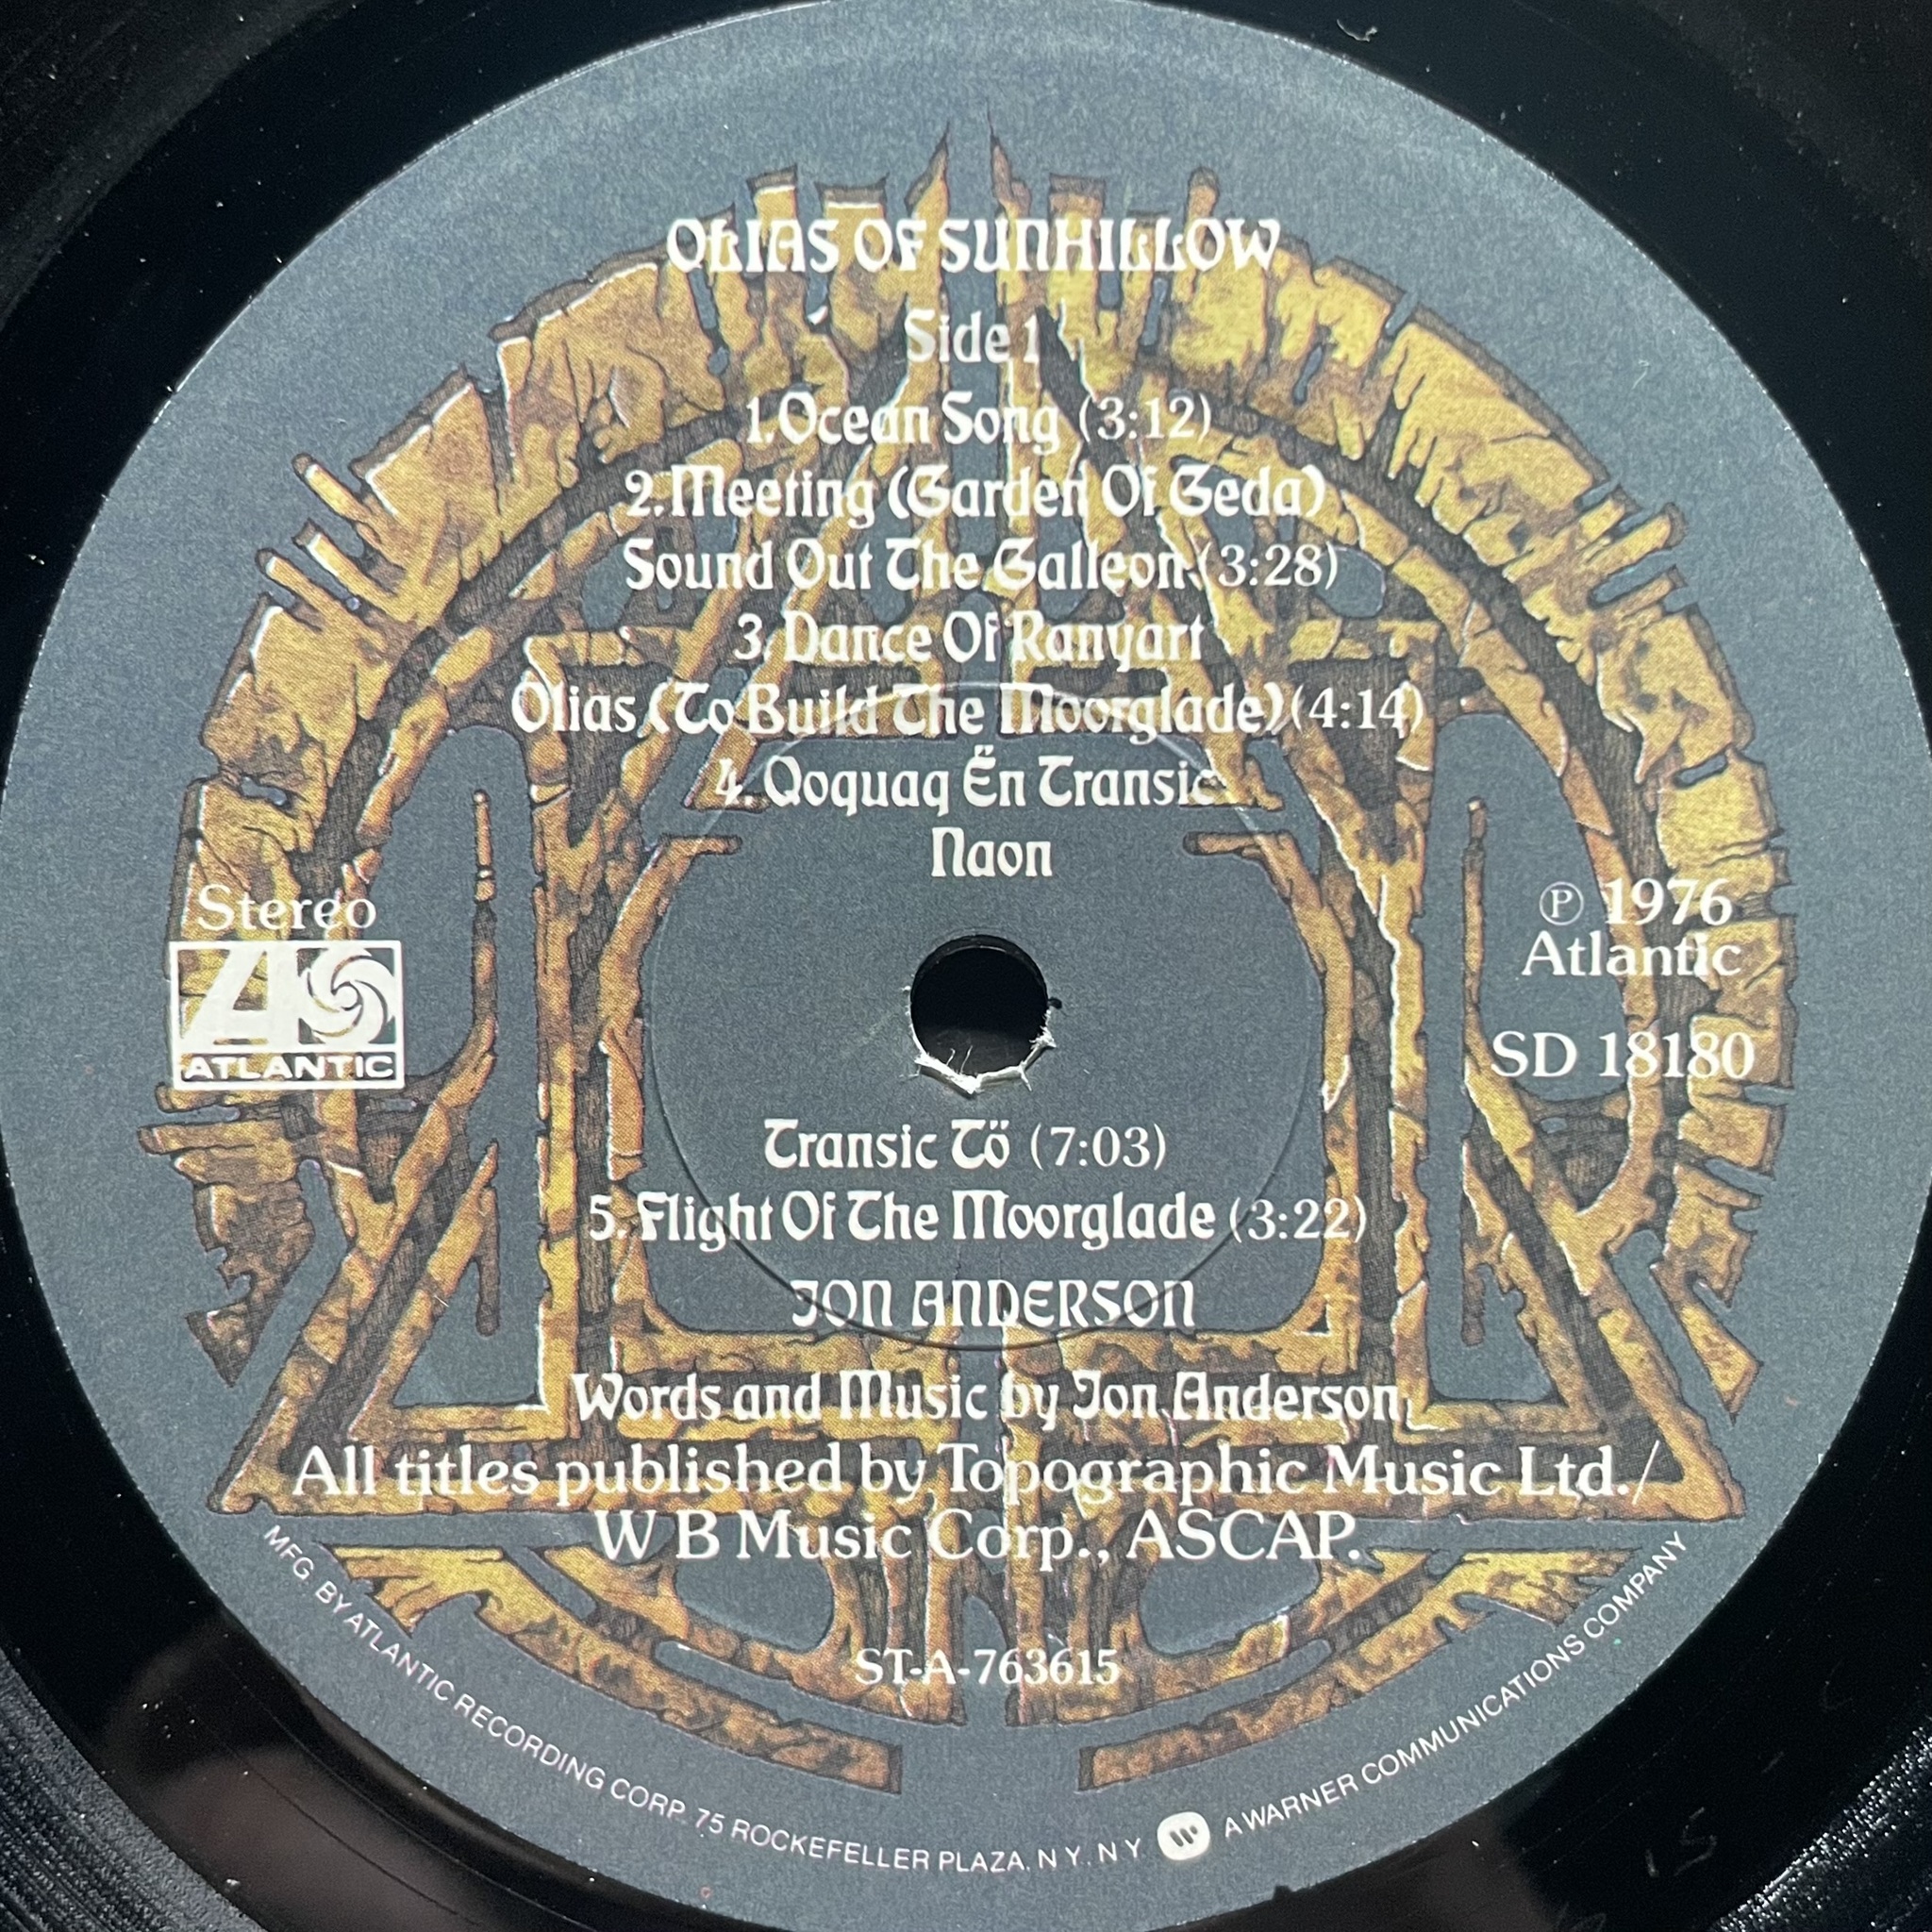 OLIAS OF SUNHILLOW
Side 1
1. Ocean Song (3:12)
2. Meeting (Garden Of Geda)
Sound Out The Galleon (3:28)
3. Dance Of Ranyart
Olias (To Build The Moorglade) (4:14)
4. Qoquaq Ën Transic
Naon
Stereo
ATLANTIC
℗ 1976
Atlantic
SD 18180
Transic Tö (7:03)
5. Flight Of The Moorglade (3:22)
JON ANDERSON
Words and Music by Jon Anderson
All titles published by Topographic Music Ltd./
W B Music Corp., ASCAP.
ST-A-763615
MFG. BY ATLANTIC RECORDING CORP. 75 ROCKEFELLER PLAZA. N.Y., N.Y. A WARNER COMMUNICATIONS COMPANY